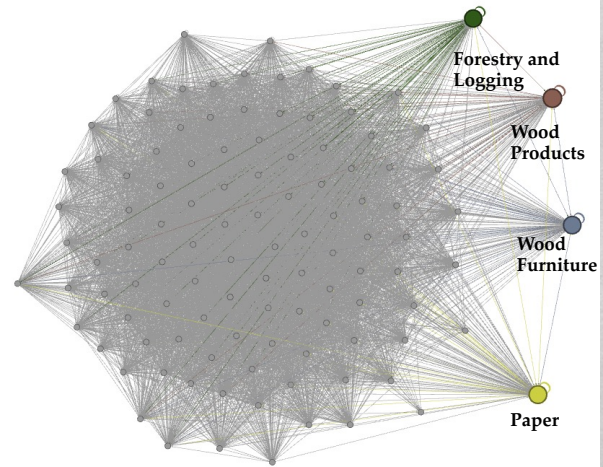 Forestry and
Logging
Wood
Products
Wood
Furniture
Paper